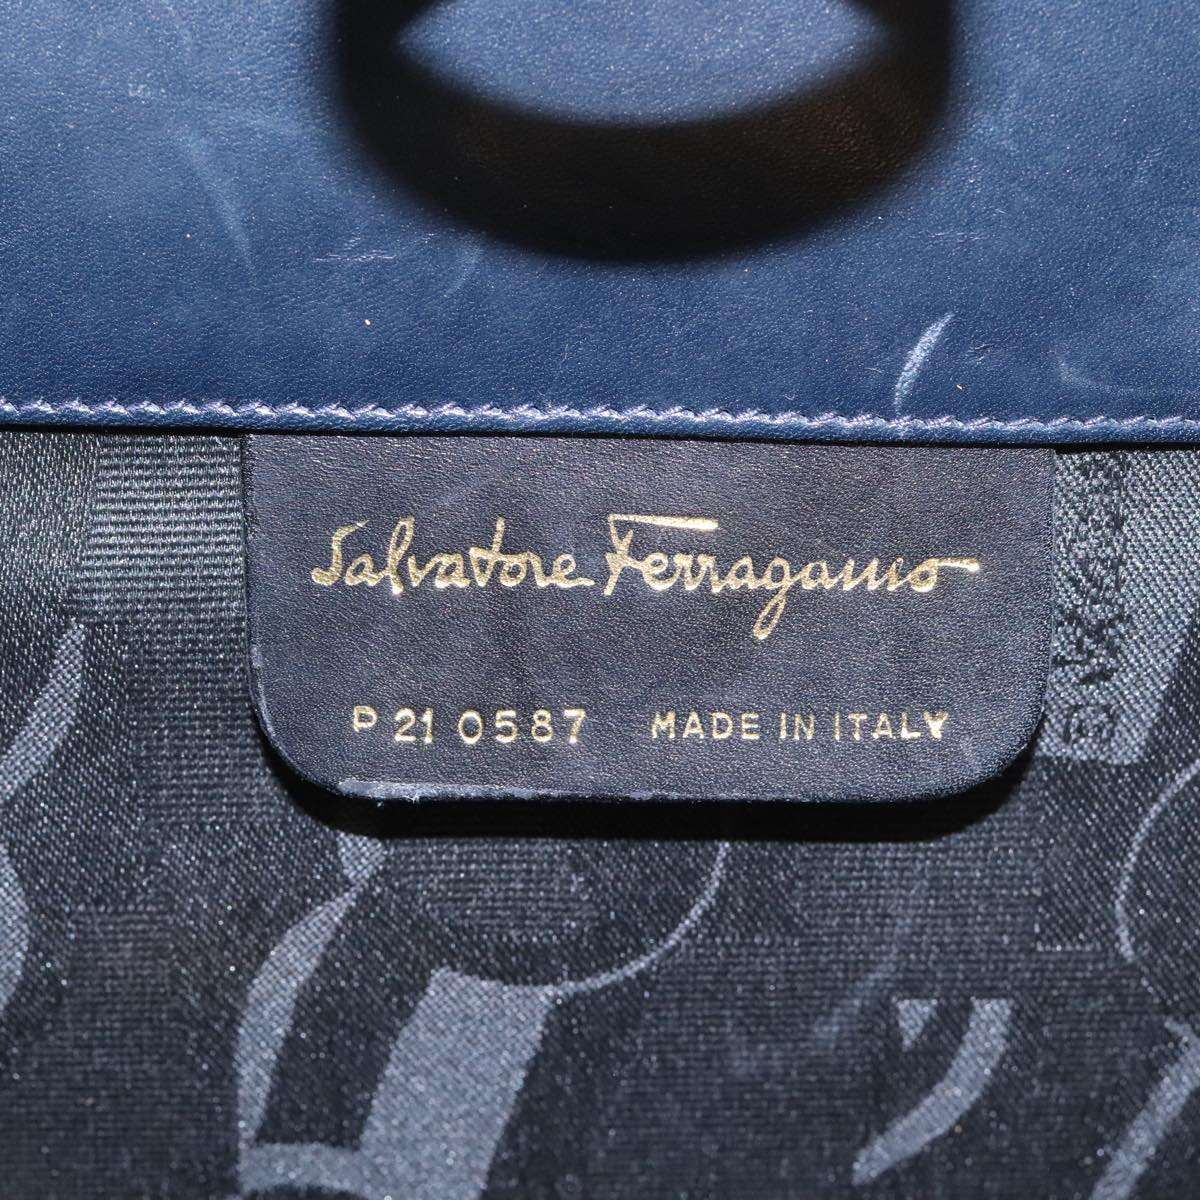 Salvatore Ferragamo
P 21 0587 MADE IN ITALY